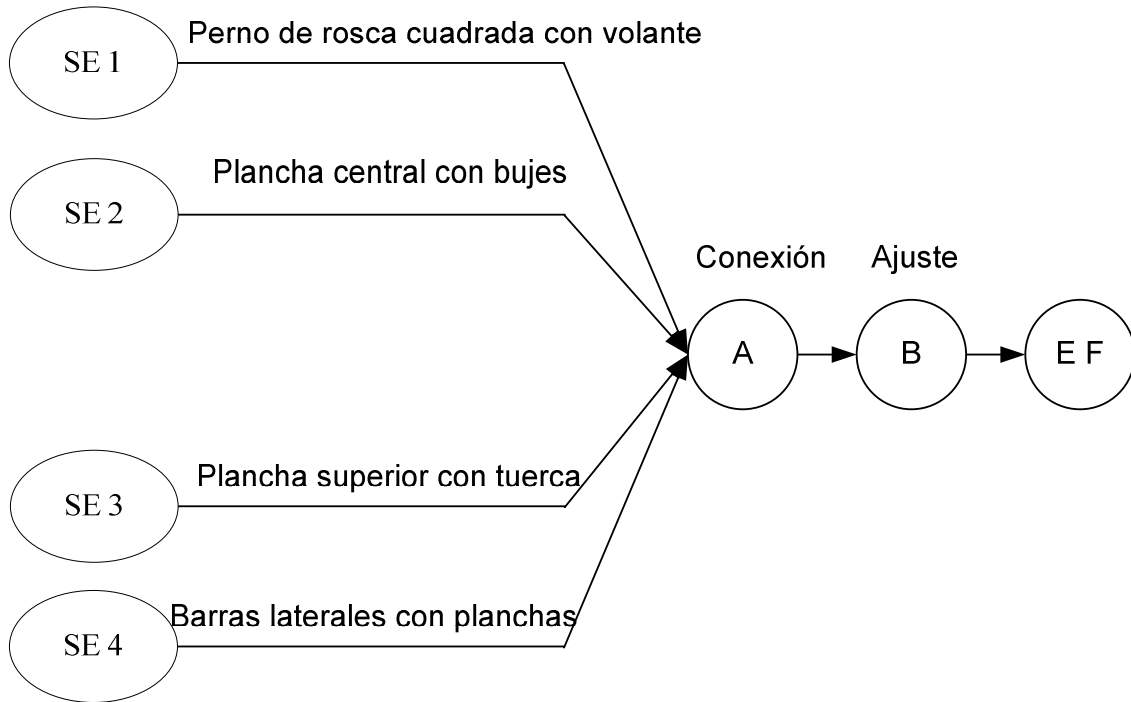 SE 1
Perno de rosca cuadrada con volante
SE 2
Plancha central con bujes
Conexión
Ajuste
A
B
E F
SE 3
Plancha superior con tuerca
SE 4
Barras laterales con planchas